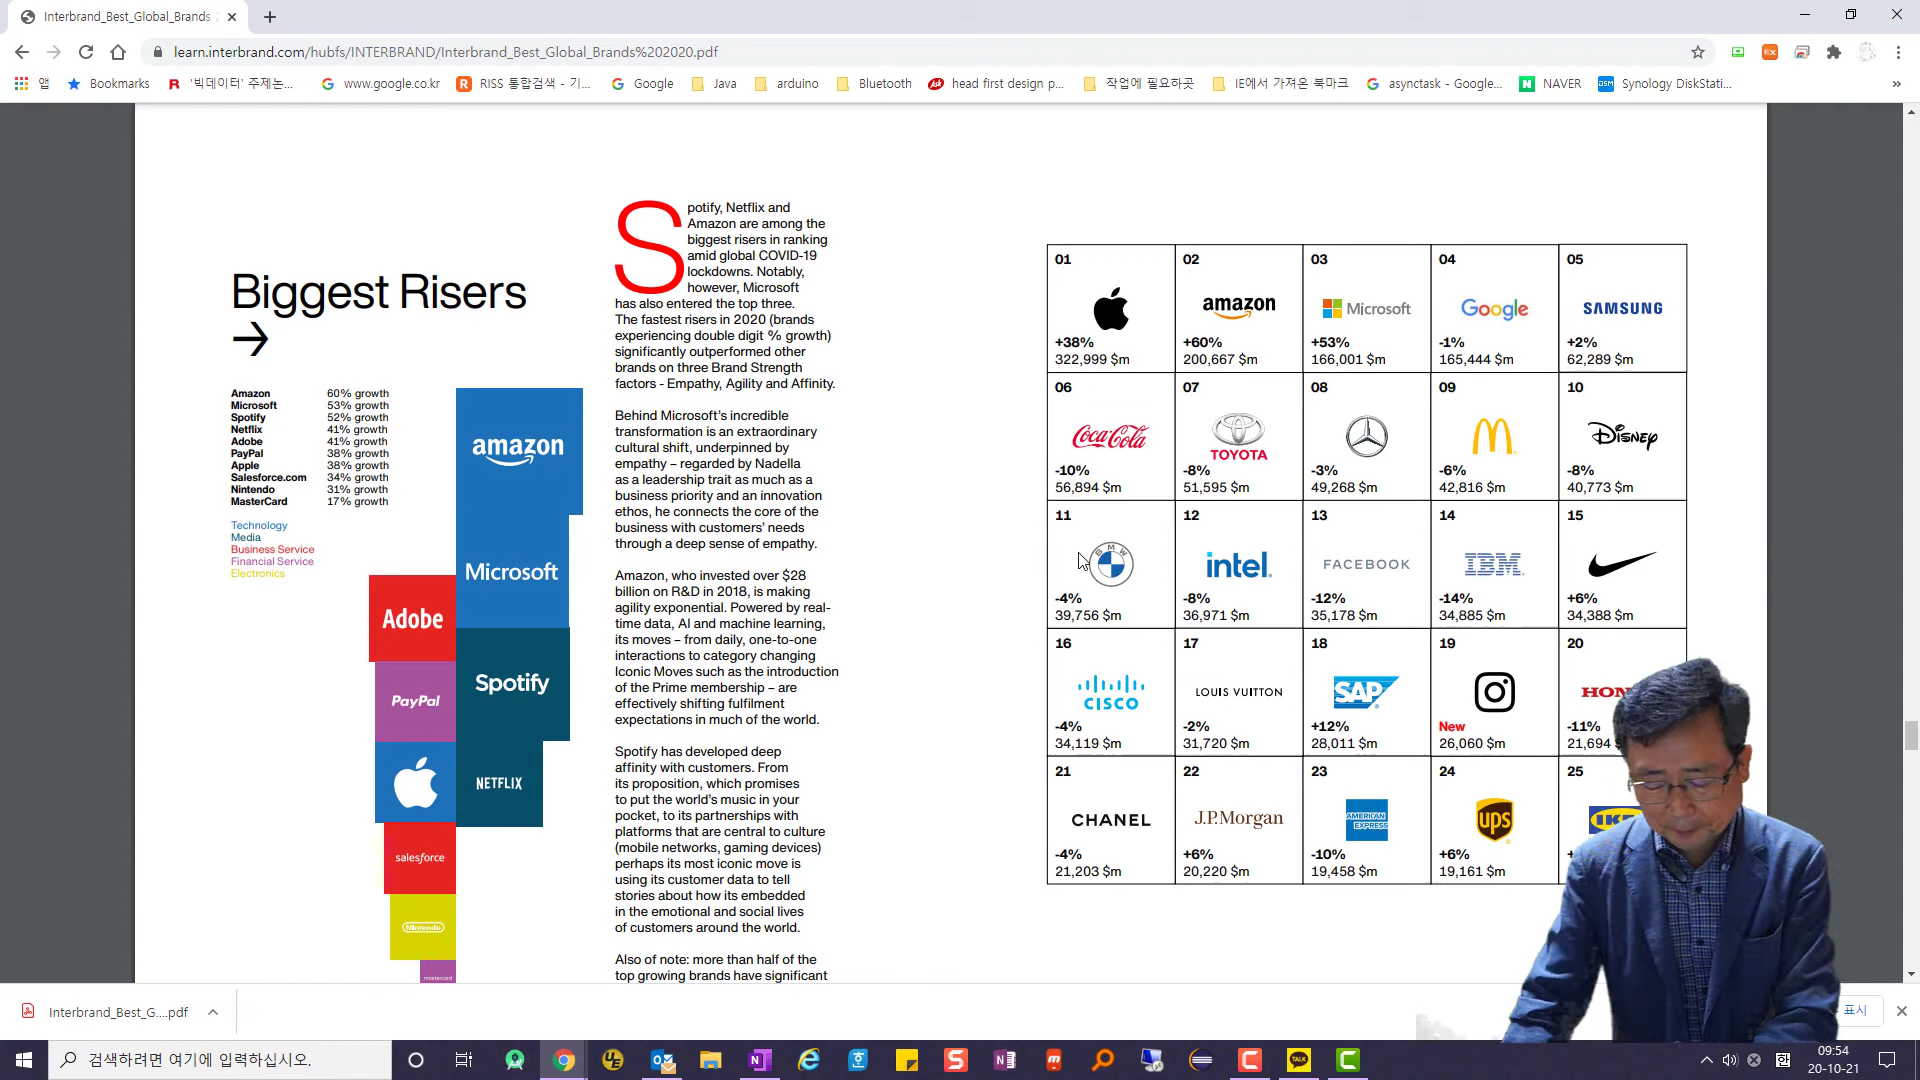 Interbrand_Best_Global_Brands
learn.interbrand.com/hubfs/INTERBRAND/Interbrand_Best_Global_Brands%202020.pdf
앱
Bookmarks
'빅데이터' 주제논...
www.google.co.kr
RISS 통합검색 - 기...
Google
Java
arduino
Bluetooth
head first design p...
작업에 필요하곳
IE에서 가져온 북마크
asynctask - Google...
NAVER
Synology DiskStati...
Biggest Risers
→
Amazon 60% growth
Microsoft 53% growth
Spotify 52% growth
Netflix 41% growth
Adobe 41% growth
PayPal 38% growth
Apple 38% growth
Salesforce.com 34% growth
Nintendo 31% growth
MasterCard 17% growth
Technology
Media
Business Service
Financial Service
Electronics
amazon
Microsoft
Adobe
Spotify
PayPal
NETFLIX
salesforce
Nintendo
mastercard
Spotify, Netflix and
Amazon are among the
biggest risers in ranking
amid global COVID-19
lockdowns. Notably,
however, Microsoft
has also entered the top three.
The fastest risers in 2020 (brands
experiencing double digit % growth)
significantly outperformed other
brands on three Brand Strength
factors - Empathy, Agility and Affinity.
Behind Microsoft's incredible
transformation is an extraordinary
cultural shift, underpinned by
empathy – regarded by Nadella
as a leadership trait as much as a
business priority and an innovation
ethos, he connects the core of the
business with customers' needs
through a deep sense of empathy.
Amazon, who invested over $28
billion on R&D in 2018, is making
agility exponential. Powered by real-
time data, AI and machine learning,
its moves – from daily, one-to-one
interactions to category changing
Iconic Moves such as the introduction
of the Prime membership – are
effectively shifting fulfilment
expectations in much of the world.
Spotify has developed deep
affinity with customers. From
its proposition, which promises
to put the world's music in your
pocket, to its partnerships with
platforms that are central to culture
(mobile networks, gaming devices)
perhaps its most iconic move is
using its customer data to tell
stories about how its embedded
in the emotional and social lives
of customers around the world.
Also of note: more than half of the
top growing brands have significant
01 02 03 04 05
amazon Microsoft Google SAMSUNG
+38% +60% +53% -1% +2%
322,999 $m 200,667 $m 166,001 $m 165,444 $m 62,289 $m
06 07 08 09 10
Coca-Cola TOYOTA Disney
-10% -8% -3% -6% -8%
56,894 $m 51,595 $m 49,268 $m 42,816 $m 40,773 $m
11 12 13 14 15
BMW intel. FACEBOOK IBM
-4% -8% -12% -14% +6%
39,756 $m 36,971 $m 35,178 $m 34,885 $m 34,388 $m
16 17 18 19 20
CISCO LOUIS VUITTON SAP HON
-4% -2% +12% New -11%
34,119 $m 31,720 $m 28,011 $m 26,060 $m 21,694
21 22 23 24 25
CHANEL J.P.Morgan AMERICAN EXPRESS ups IKE
-4% +6% -10% +6% +
21,203 $m 20,220 $m 19,458 $m 19,161 $m
Interbrand_Best_G....pdf
표시
검색하려면 여기에 입력하십시오.
TALK
한
09:54
20-10-21